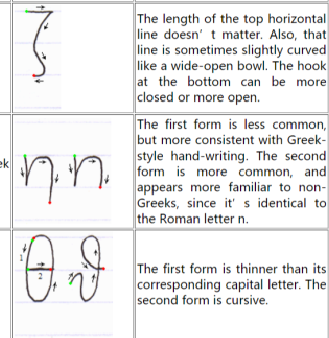 The length of the top horizontal
line doesn' t matter. Also, that
line is sometimes slightly curved
like a wide-open bowl. The hook
at the bottom can be more
closed or more open.
ek
The first form is less common,
but more consistent with Greek-
style hand-writing. The second
form is more common, and
appears more familiar to non-
Greeks, since it' s identical to
the Roman letter n.
η n
1
2
θ ϑ
The first form is thinner than its
corresponding capital letter. The
second form is cursive.